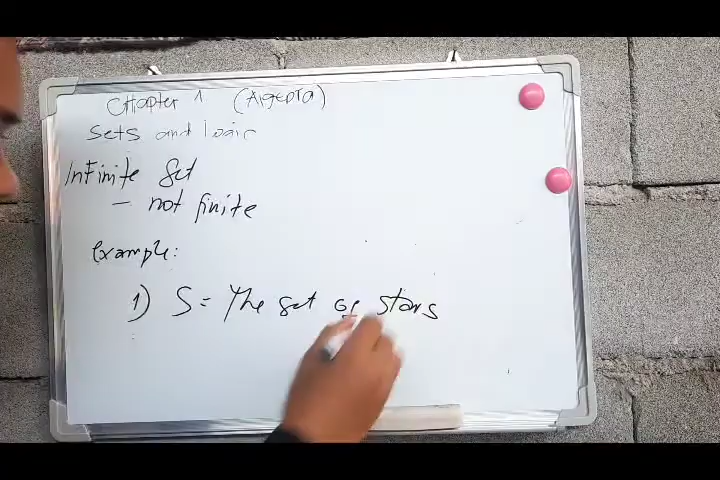 Chapter 1 (Algebra)
Sets and logic
Infinite Set
- not finite
example:
1) S = The set of stars